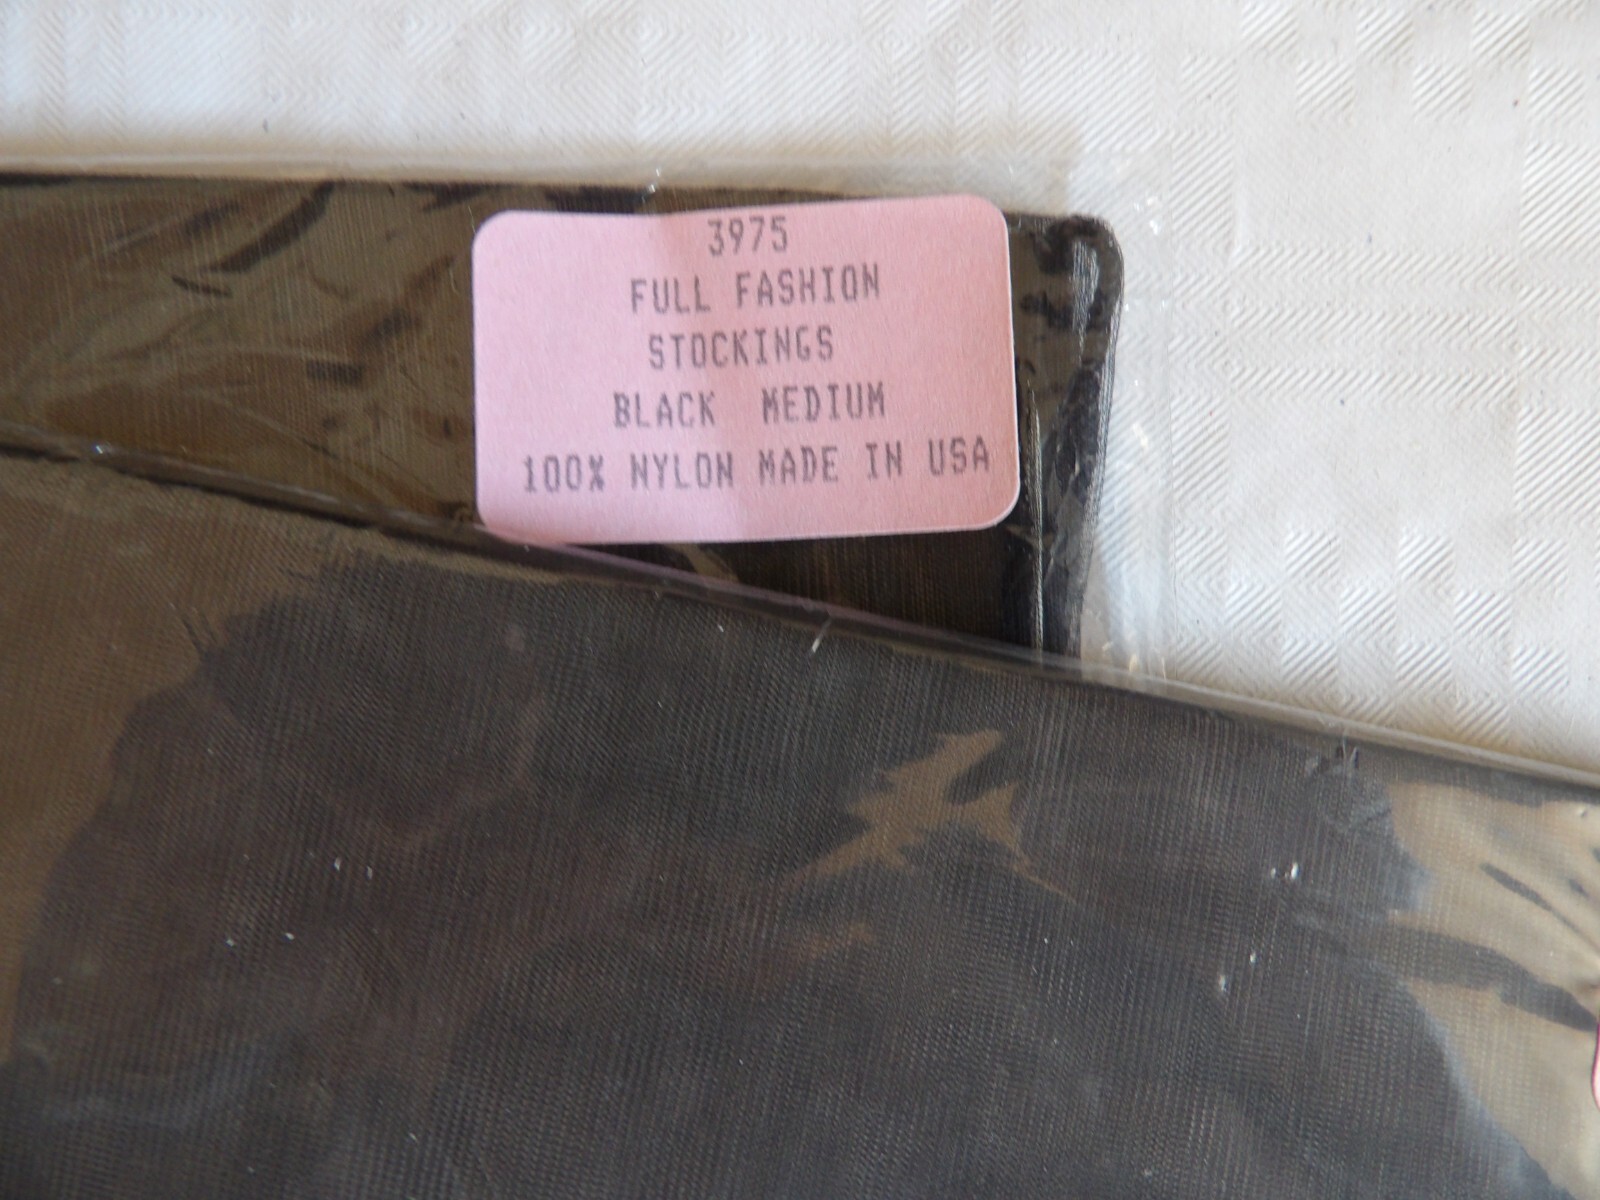 3975
FULL FASHION
STOCKINGS
BLACK MEDIUM
100% NYLON MADE IN USA